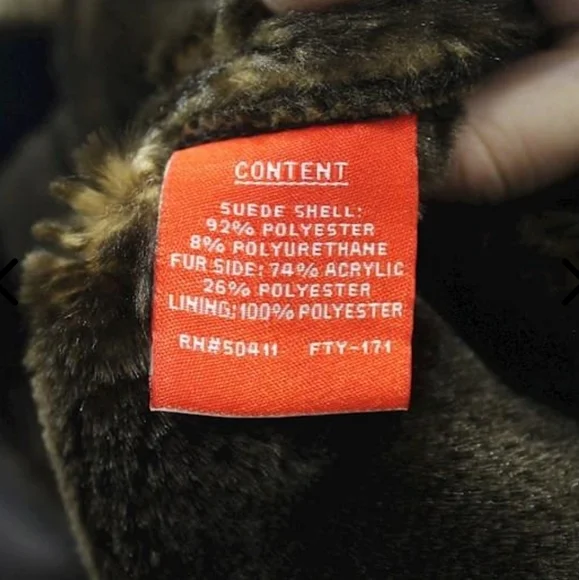 CONTENT
SUEDE SHELL:
92% POLYESTER
8% POLYURETHANE
FUR SIDE: 74% ACRYLIC
26% POLYESTER
LINING:100% POLYESTER
RN#50411 FTY-171